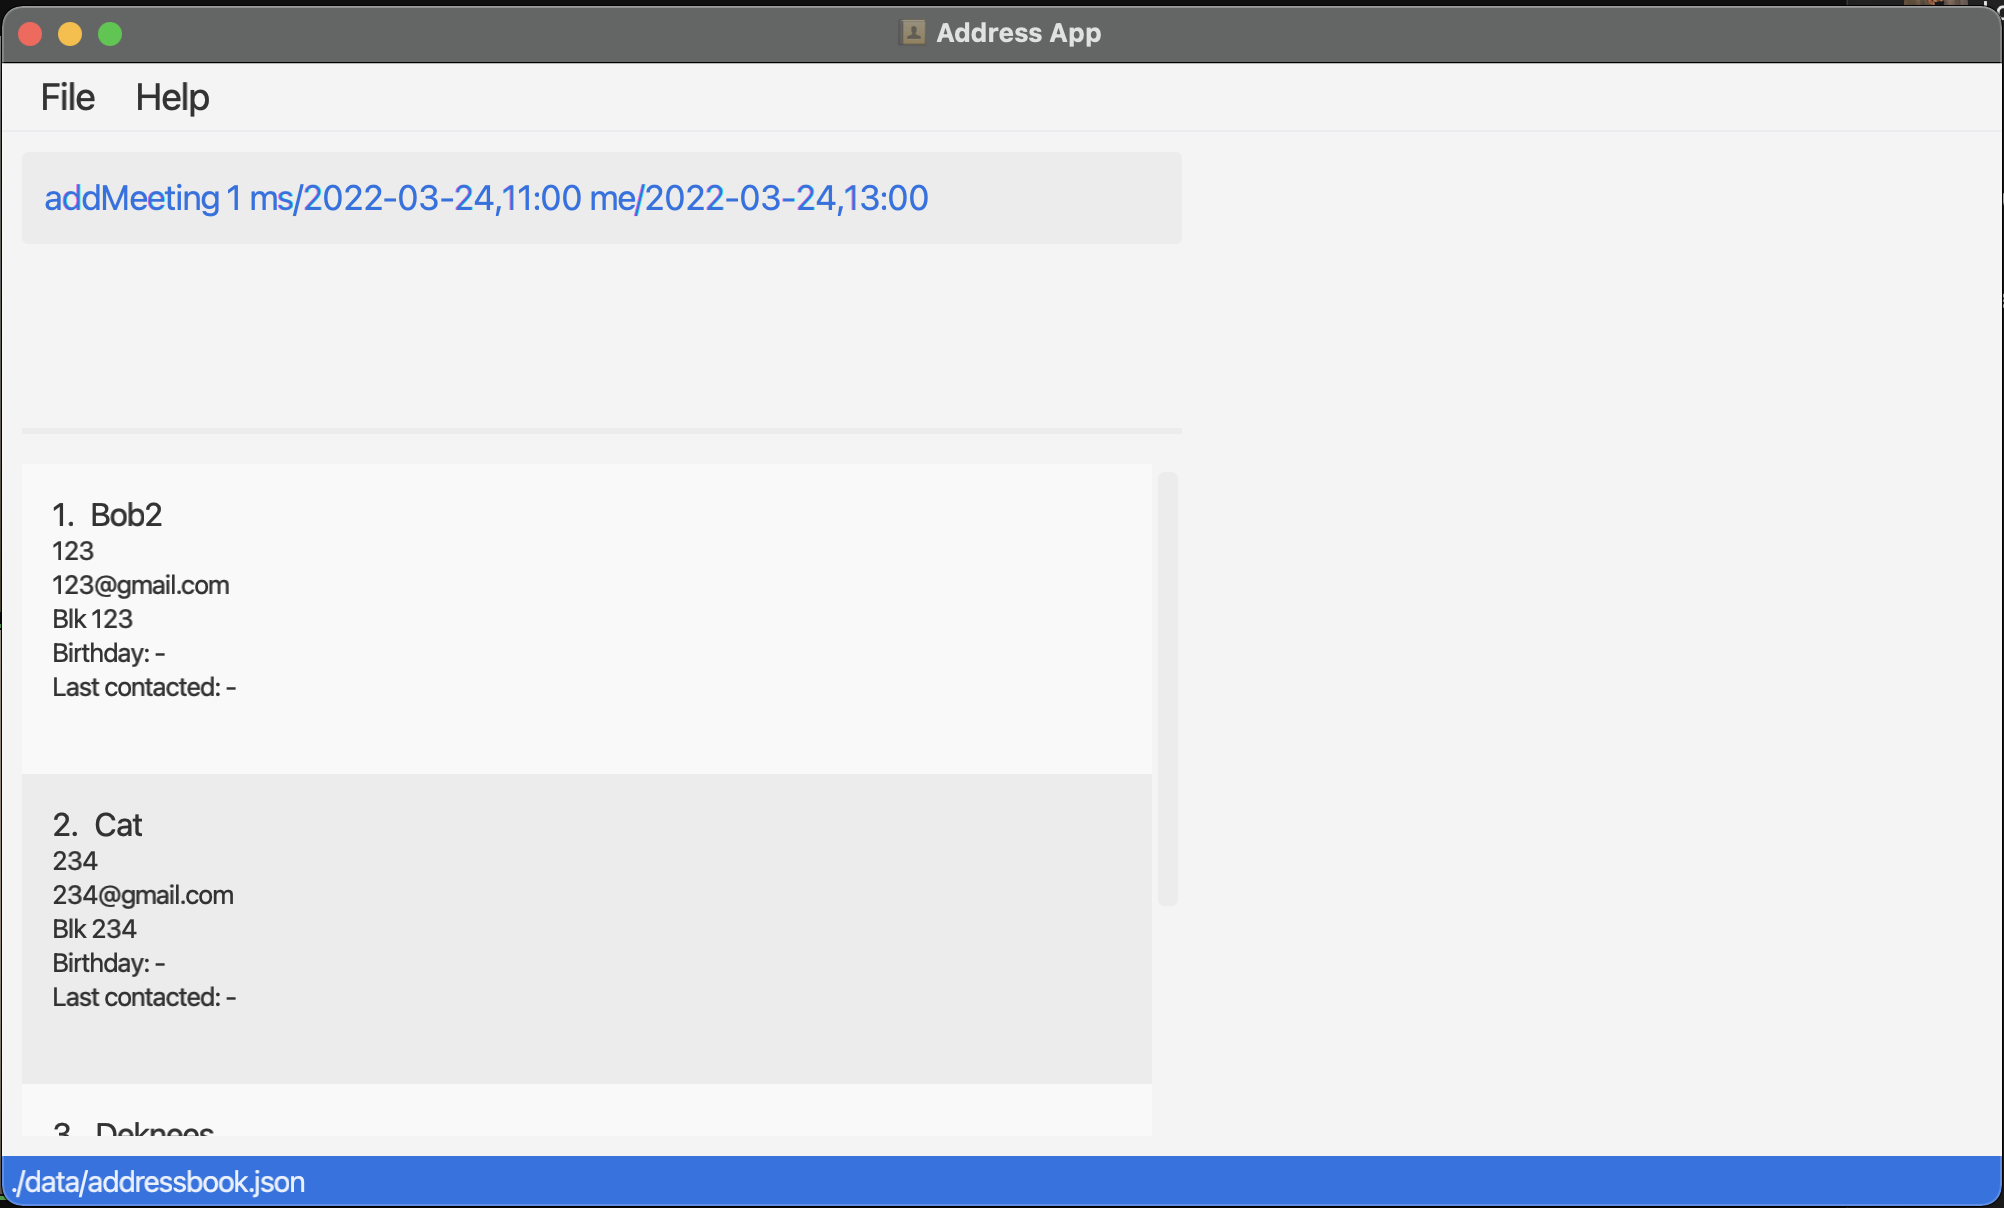 Address App
File Help
addMeeting 1 ms/2022-03-24,11:00 me/2022-03-24,13:00
1. Bob2
123
123@gmail.com
Blk 123
Birthday: -
Last contacted: -
2. Cat
234
234@gmail.com
Blk 234
Birthday: -
Last contacted: -
3. Deknees
./data/addressbook.json